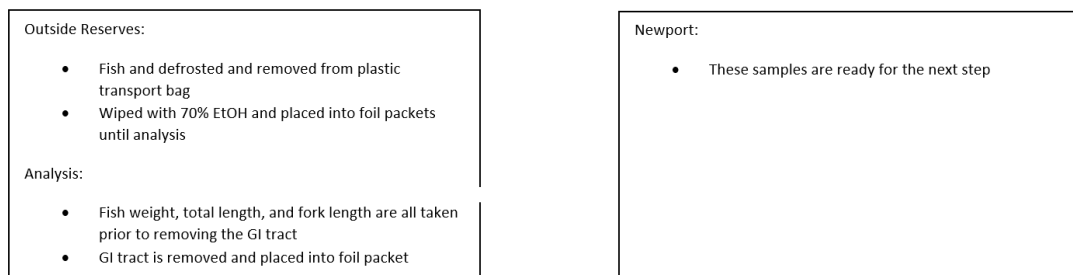 Outside Reserves:
• Fish and defrosted and removed from plastic
transport bag
• Wiped with 70% EtOH and placed into foil packets
until analysis
Analysis:
• Fish weight, total length, and fork length are all taken
prior to removing the GI tract
• GI tract is removed and placed into foil packet
Newport:
• These samples are ready for the next step